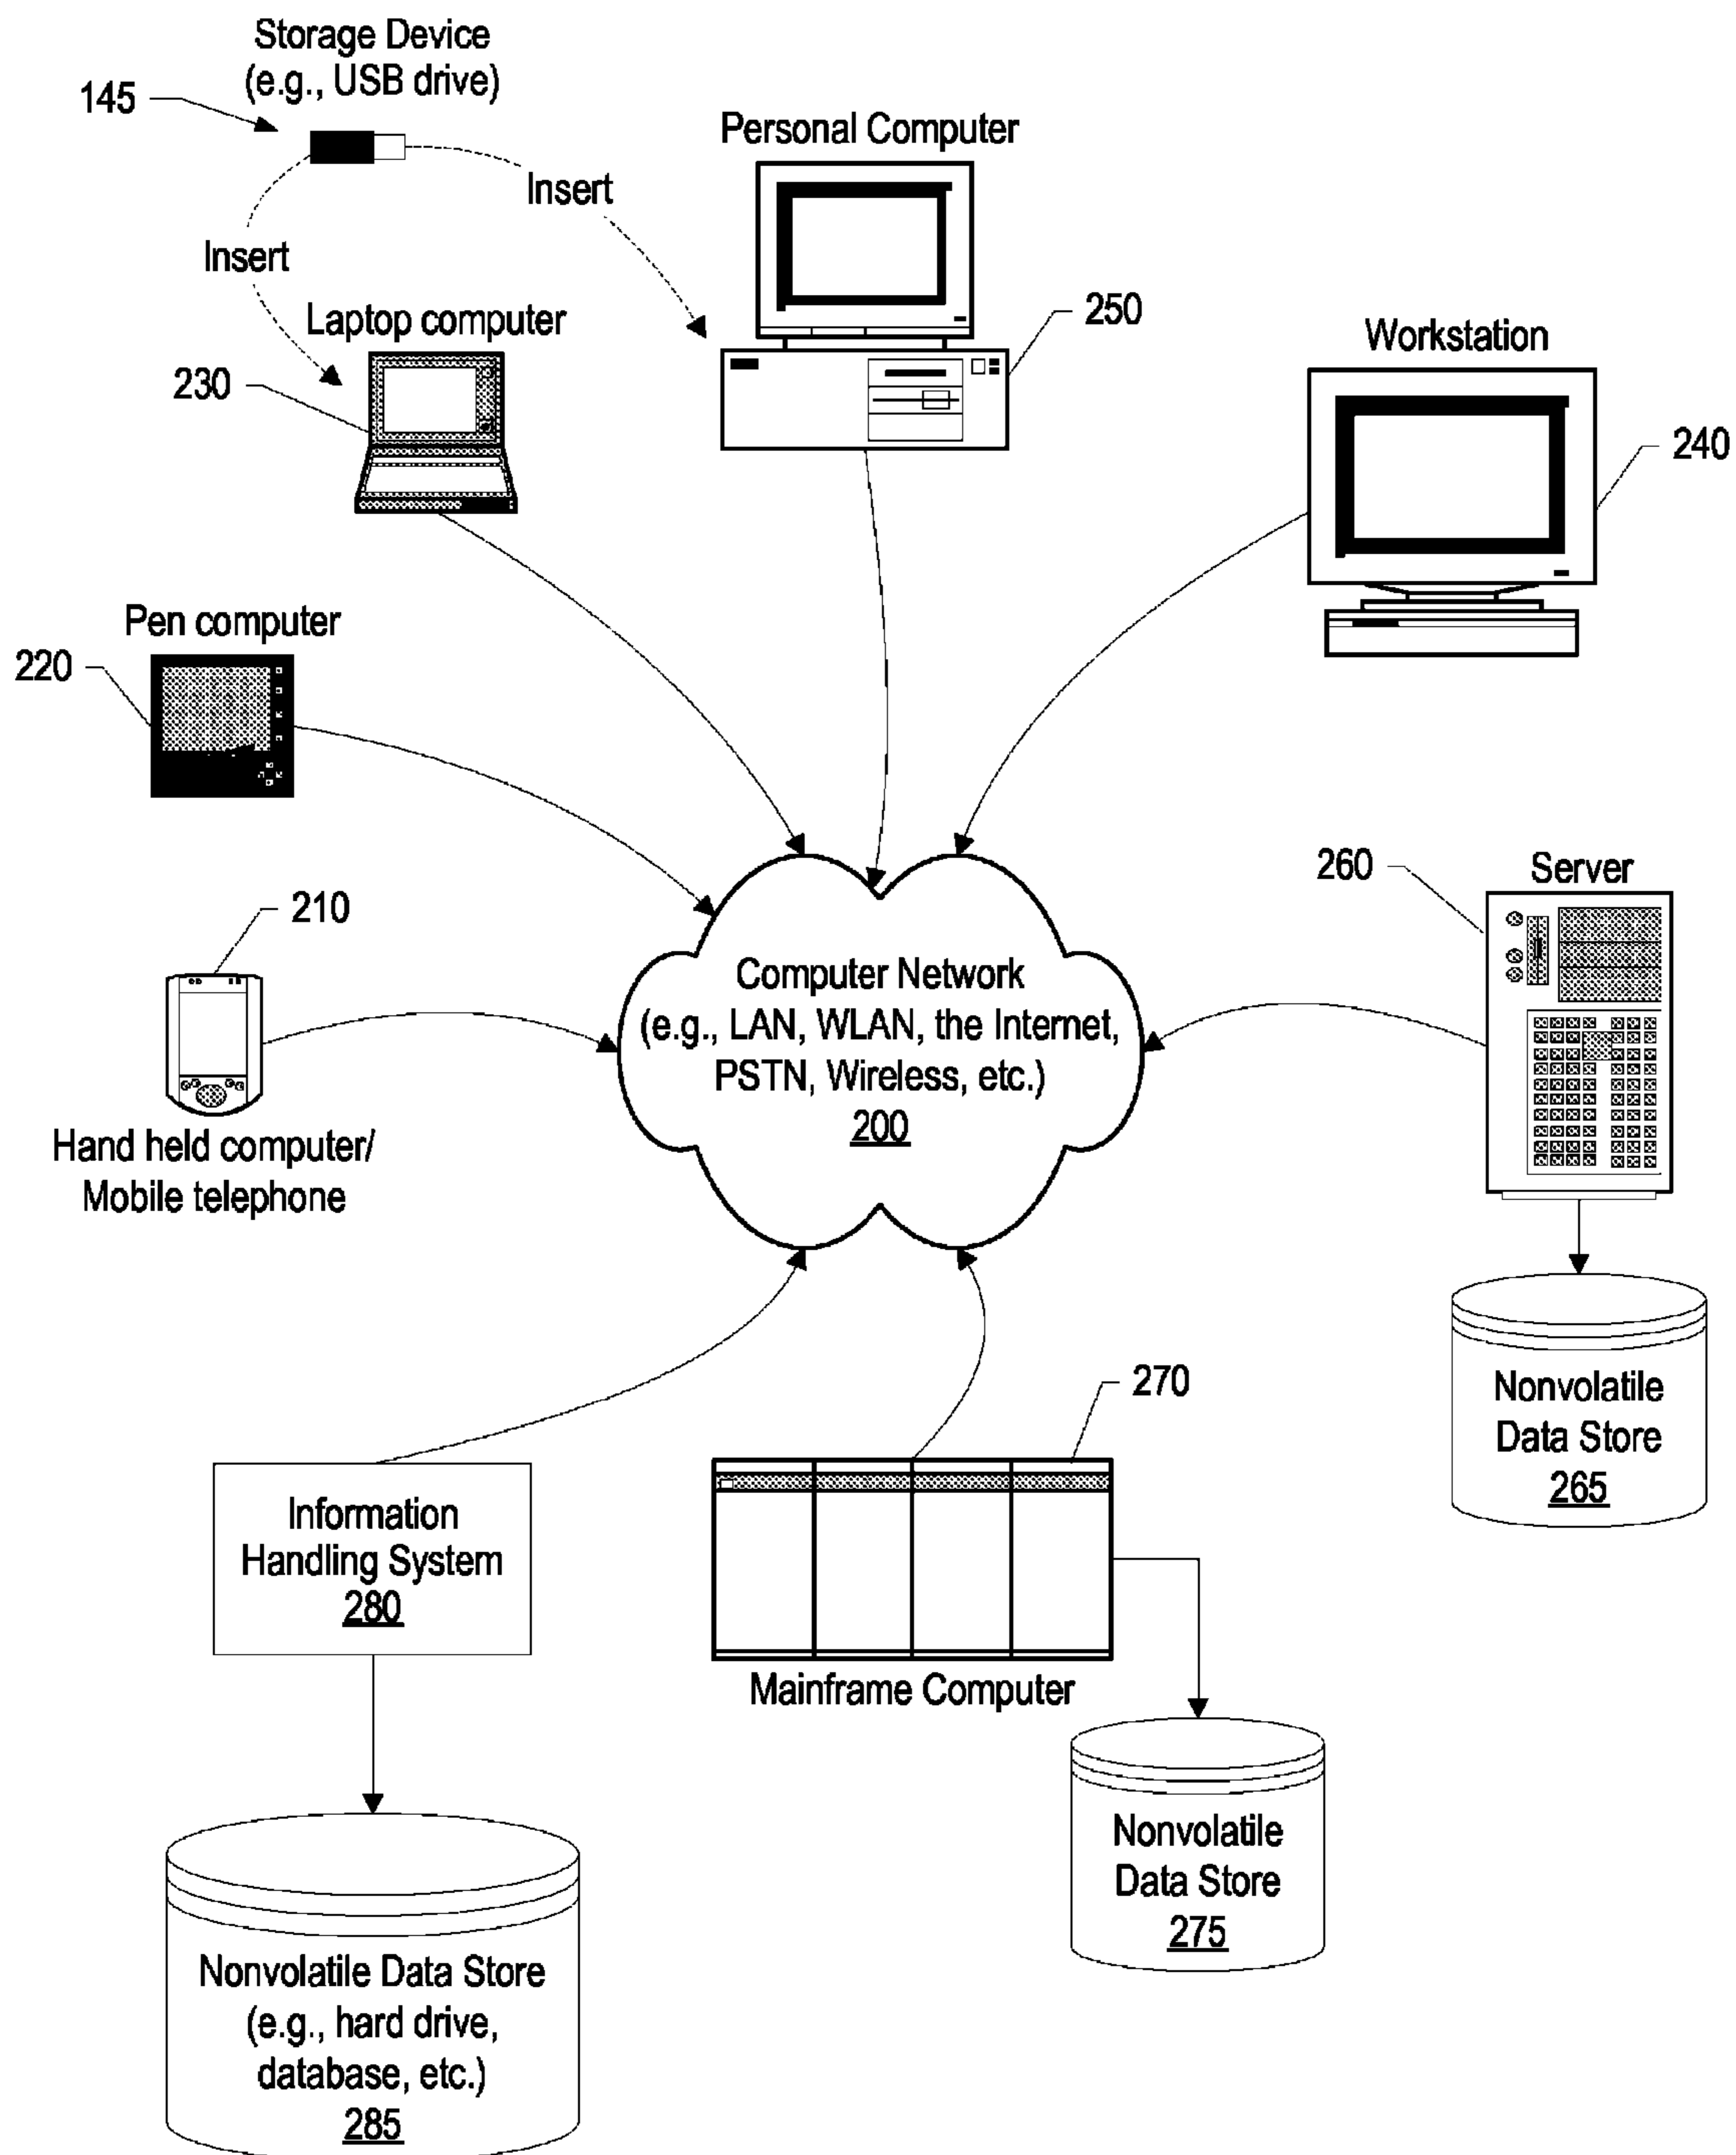 Storage Device
(e.g., USB drive)
145
Insert
Insert
Personal Computer
250
Laptop computer
230
Workstation
240
Pen computer
220
210
Hand held computer/
Mobile telephone
Computer Network
(e.g., LAN, WLAN, the Internet,
PSTN, Wireless, etc.)
200
260
Server
Nonvolatile
Data Store
265
270
Mainframe Computer
Nonvolatile
Data Store
275
Information
Handling System
280
Nonvolatile Data Store
(e.g., hard drive,
database, etc.)
285